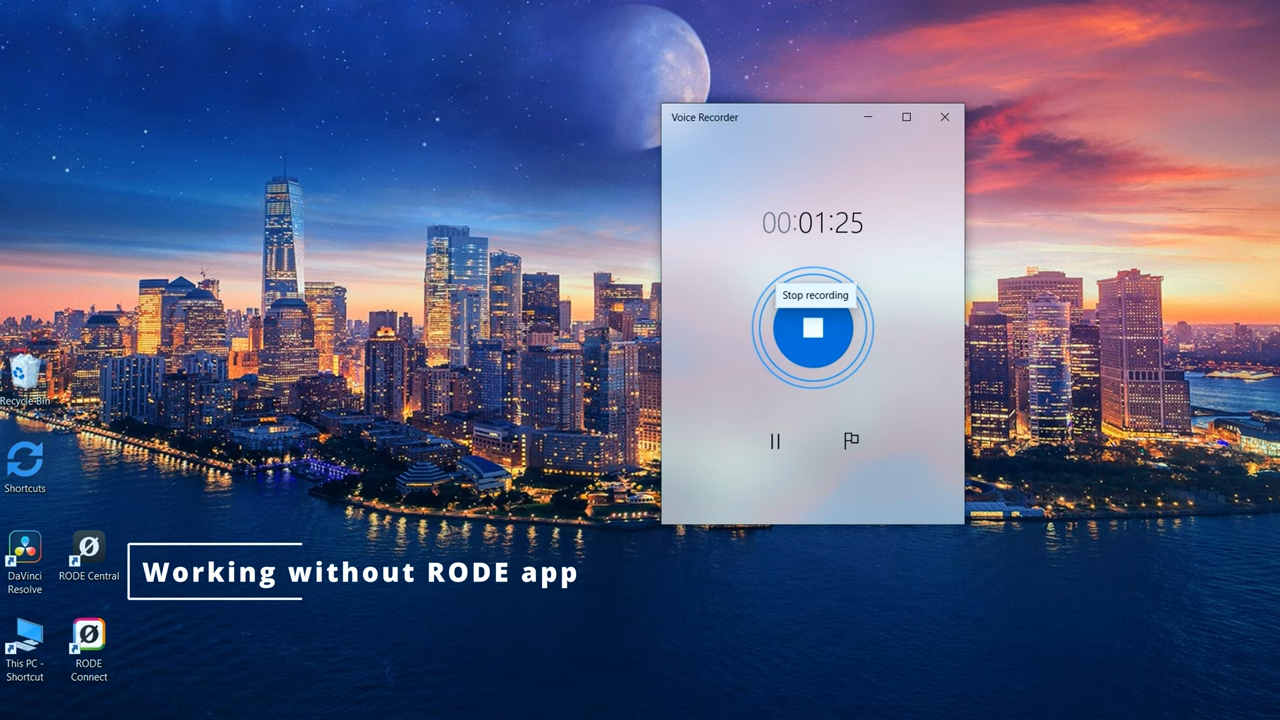 Voice Recorder
00:01:25
Stop recording
Recycle Bin
Shortcuts
DaVinci
Resolve
RODE Central
Working without RODE app
This PC -
Shortcut
RODE
Connect